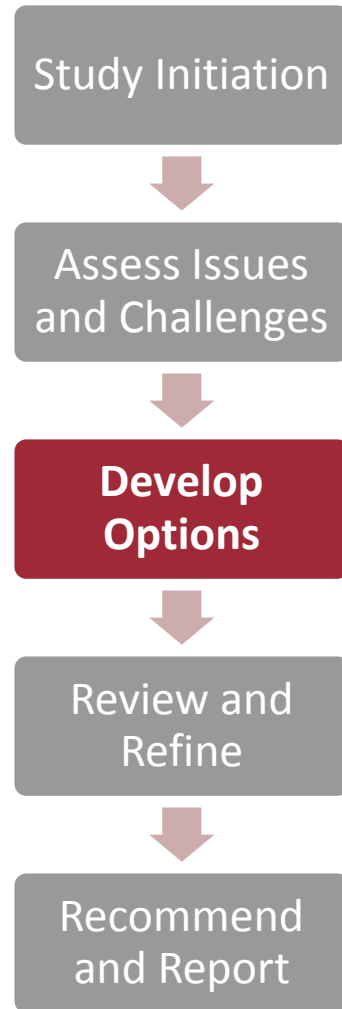 Study Initiation
Assess Issues
and Challenges
Develop
Options
Review and
Refine
Recommend
and Report